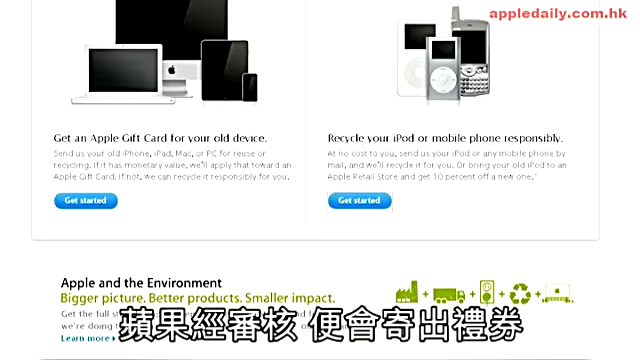 appledaily.com.hk
Get an Apple Gift Card for your old device.
Send us your old iPhone, iPad, Mac, or PC for reuse or
recycling. If it has monetary value, we'll apply that toward an
Apple Gift Card. If not, we can recycle it responsibly for you.
Get started
Recycle your iPod or mobile phone responsibly.
At no cost to you, send us your iPod or any mobile phone by
mail, and we'll recycle it for you. Or bring your old iPod to an
Apple Retail Store and get 10 percent off a new one.*
Get started
Apple and the Environment
Bigger picture. Better products. Smaller impact.
Get the full
we're doing
Learn more
蘋果經審核 便會寄出禮券